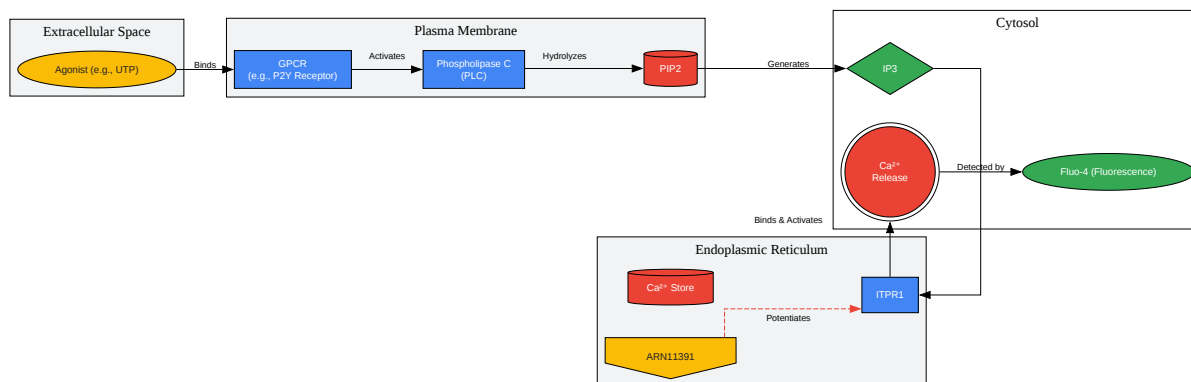 Extracellular Space
Agonist (e.g., UTP)
Binds
Plasma Membrane
GPCR
(e.g., P2Y Receptor)
Activates
Phospholipase C
(PLC)
Hydrolyzes
PIP2
Generates
Cytosol
IP3
Ca²⁺
Release
Detected by
Fluo-4 (Fluorescence)
Binds & Activates
Endoplasmic Reticulum
Ca²⁺ Store
ITPR1
Potentiates
ARN11391